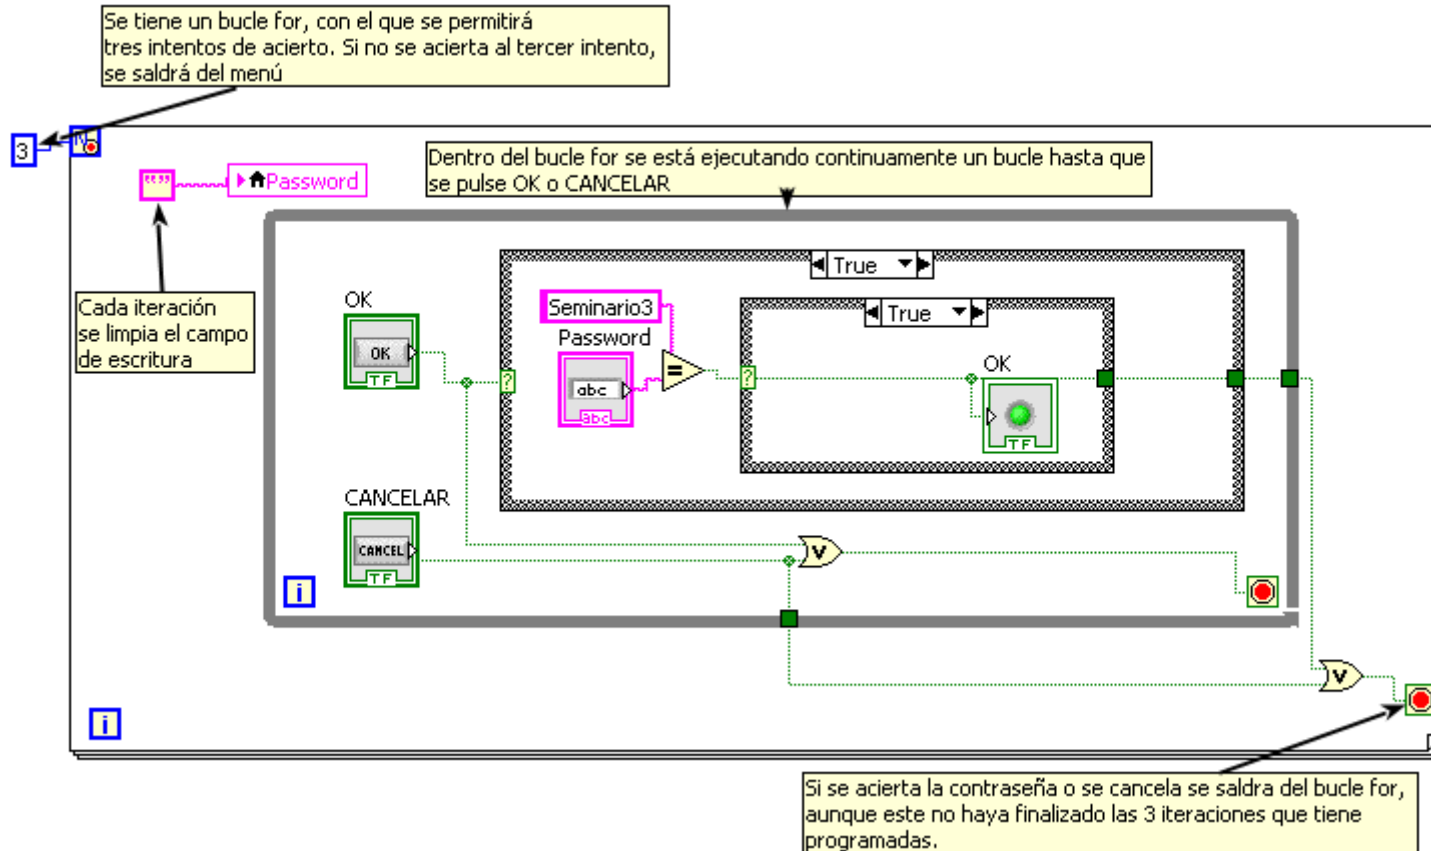 Se tiene un bucle for, con el que se permitirá
tres intentos de acierto. Si no se acierta al tercer intento,
se saldrá del menú
3
N
Dentro del bucle for se está ejecutando continuamente un bucle hasta que
se pulse OK o CANCELAR
""
Password
Cada iteración
se limpia el campo
de escritura
True
True
OK
OK
TF
?
Seminario3
Password
abc
abc
=
?
OK
TF
CANCELAR
CANCEL
TF
V
i
V
i
Si se acierta la contraseña o se cancela se saldra del bucle for,
aunque este no haya finalizado las 3 iteraciones que tiene
programadas.